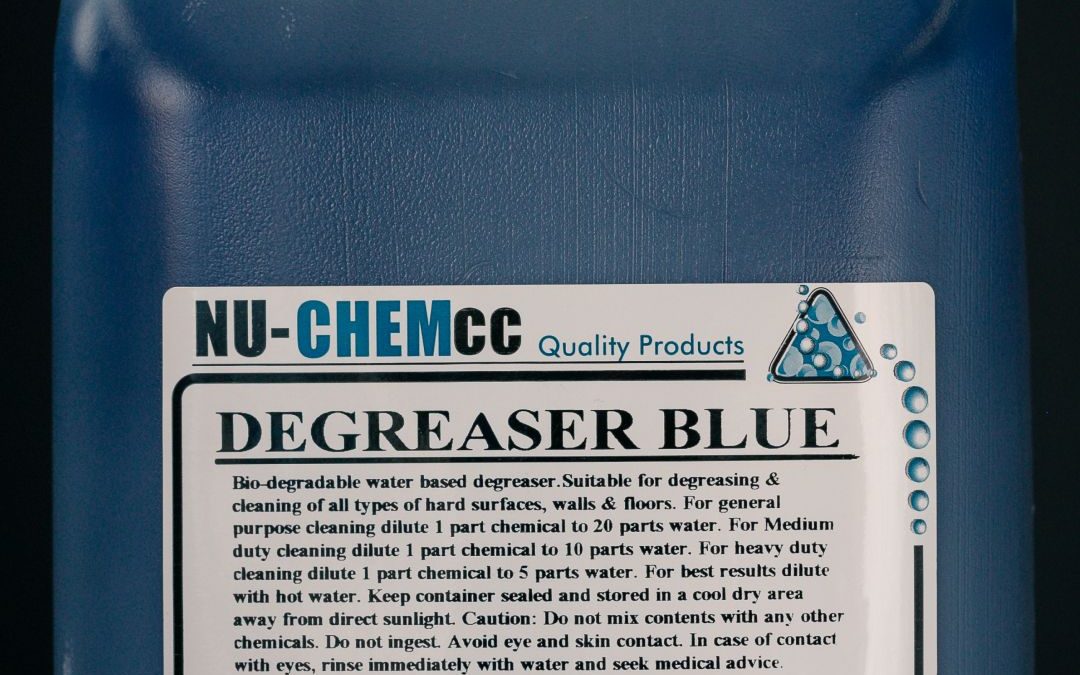 NU-CHEMCC Quality Products
DEGREASER BLUE
Bio-degradable water based degreaser.Suitable for degreasing &
cleaning of all types of hard surfaces, walls & floors. For general
purpose cleaning dilute 1 part chemical to 20 parts water. For Medium
duty cleaning dilute 1 part chemical to 10 parts water. For heavy duty
cleaning dilute 1 part chemical to 5 parts water. For best results dilute
with hot water. Keep container sealed and stored in a cool dry area
away from direct sunlight. Caution: Do not mix contents with any other
chemicals. Do not ingest. Avoid eye and skin contact. In case of contact
with eyes, rinse immediately with water and seek medical advice.